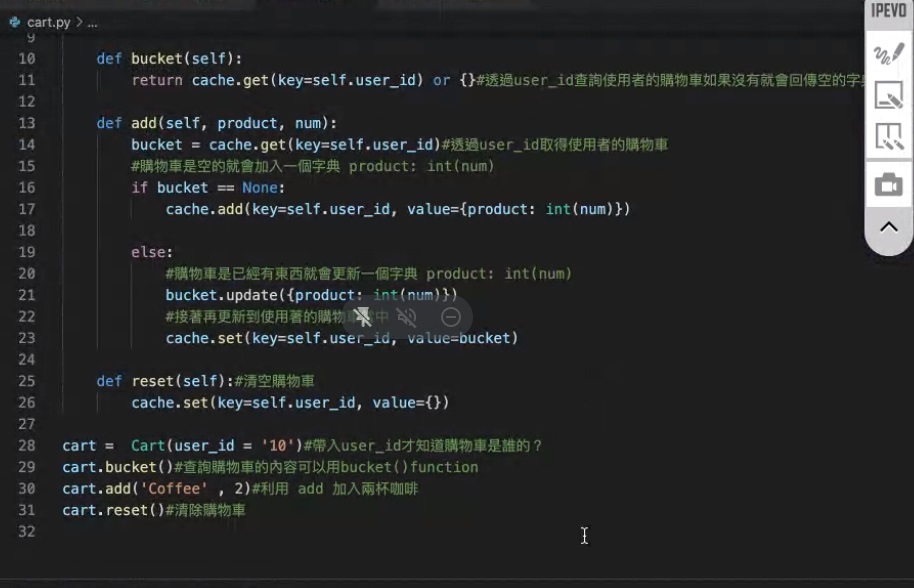 IPEVO
cart.py > ...
9
10 def bucket(self):
11 return cache.get(key=self.user_id) or {}#透過user_id查詢使用者的購物車如果沒有就會回傳空的字
12
13 def add(self, product, num):
14 bucket = cache.get(key=self.user_id)#透過user_id取得使用者的購物車
15 #購物車是空的就會加入一個字典 product: int(num)
16 if bucket == None:
17 cache.add(key=self.user_id, value={product: int(num)})
18
19 else:
20 #購物車是已經有東西就會更新一個字典 product: int(num)
21 bucket.update({product: int(num)})
22 #接著再更新到使用著的購物中
23 cache.set(key=self.user_id, value=bucket)
24
25 def reset(self):#清空購物車
26 cache.set(key=self.user_id, value={})
27
28 cart = Cart(user_id = '10')#帶入user_id才知道購物車是誰的？
29 cart.bucket()#查詢購物車的內容可以用bucket()function
30 cart.add('Coffee' , 2)#利用 add 加入兩杯咖啡
31 cart.reset()#清除購物車
32